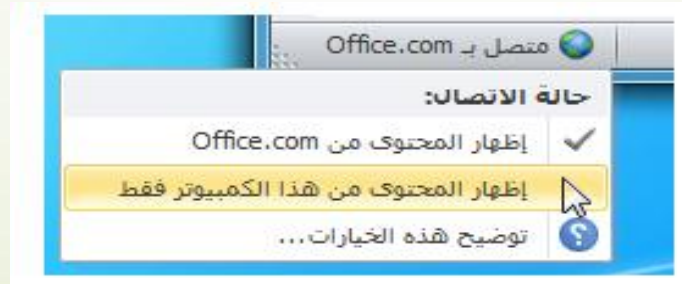 متصل بـ Office.com
حالة الاتصال:
إظهار المحتوى من Office.com
إظهار المحتوى من هذا الكمبيوتر فقط
توضيح هذه الخيارات...